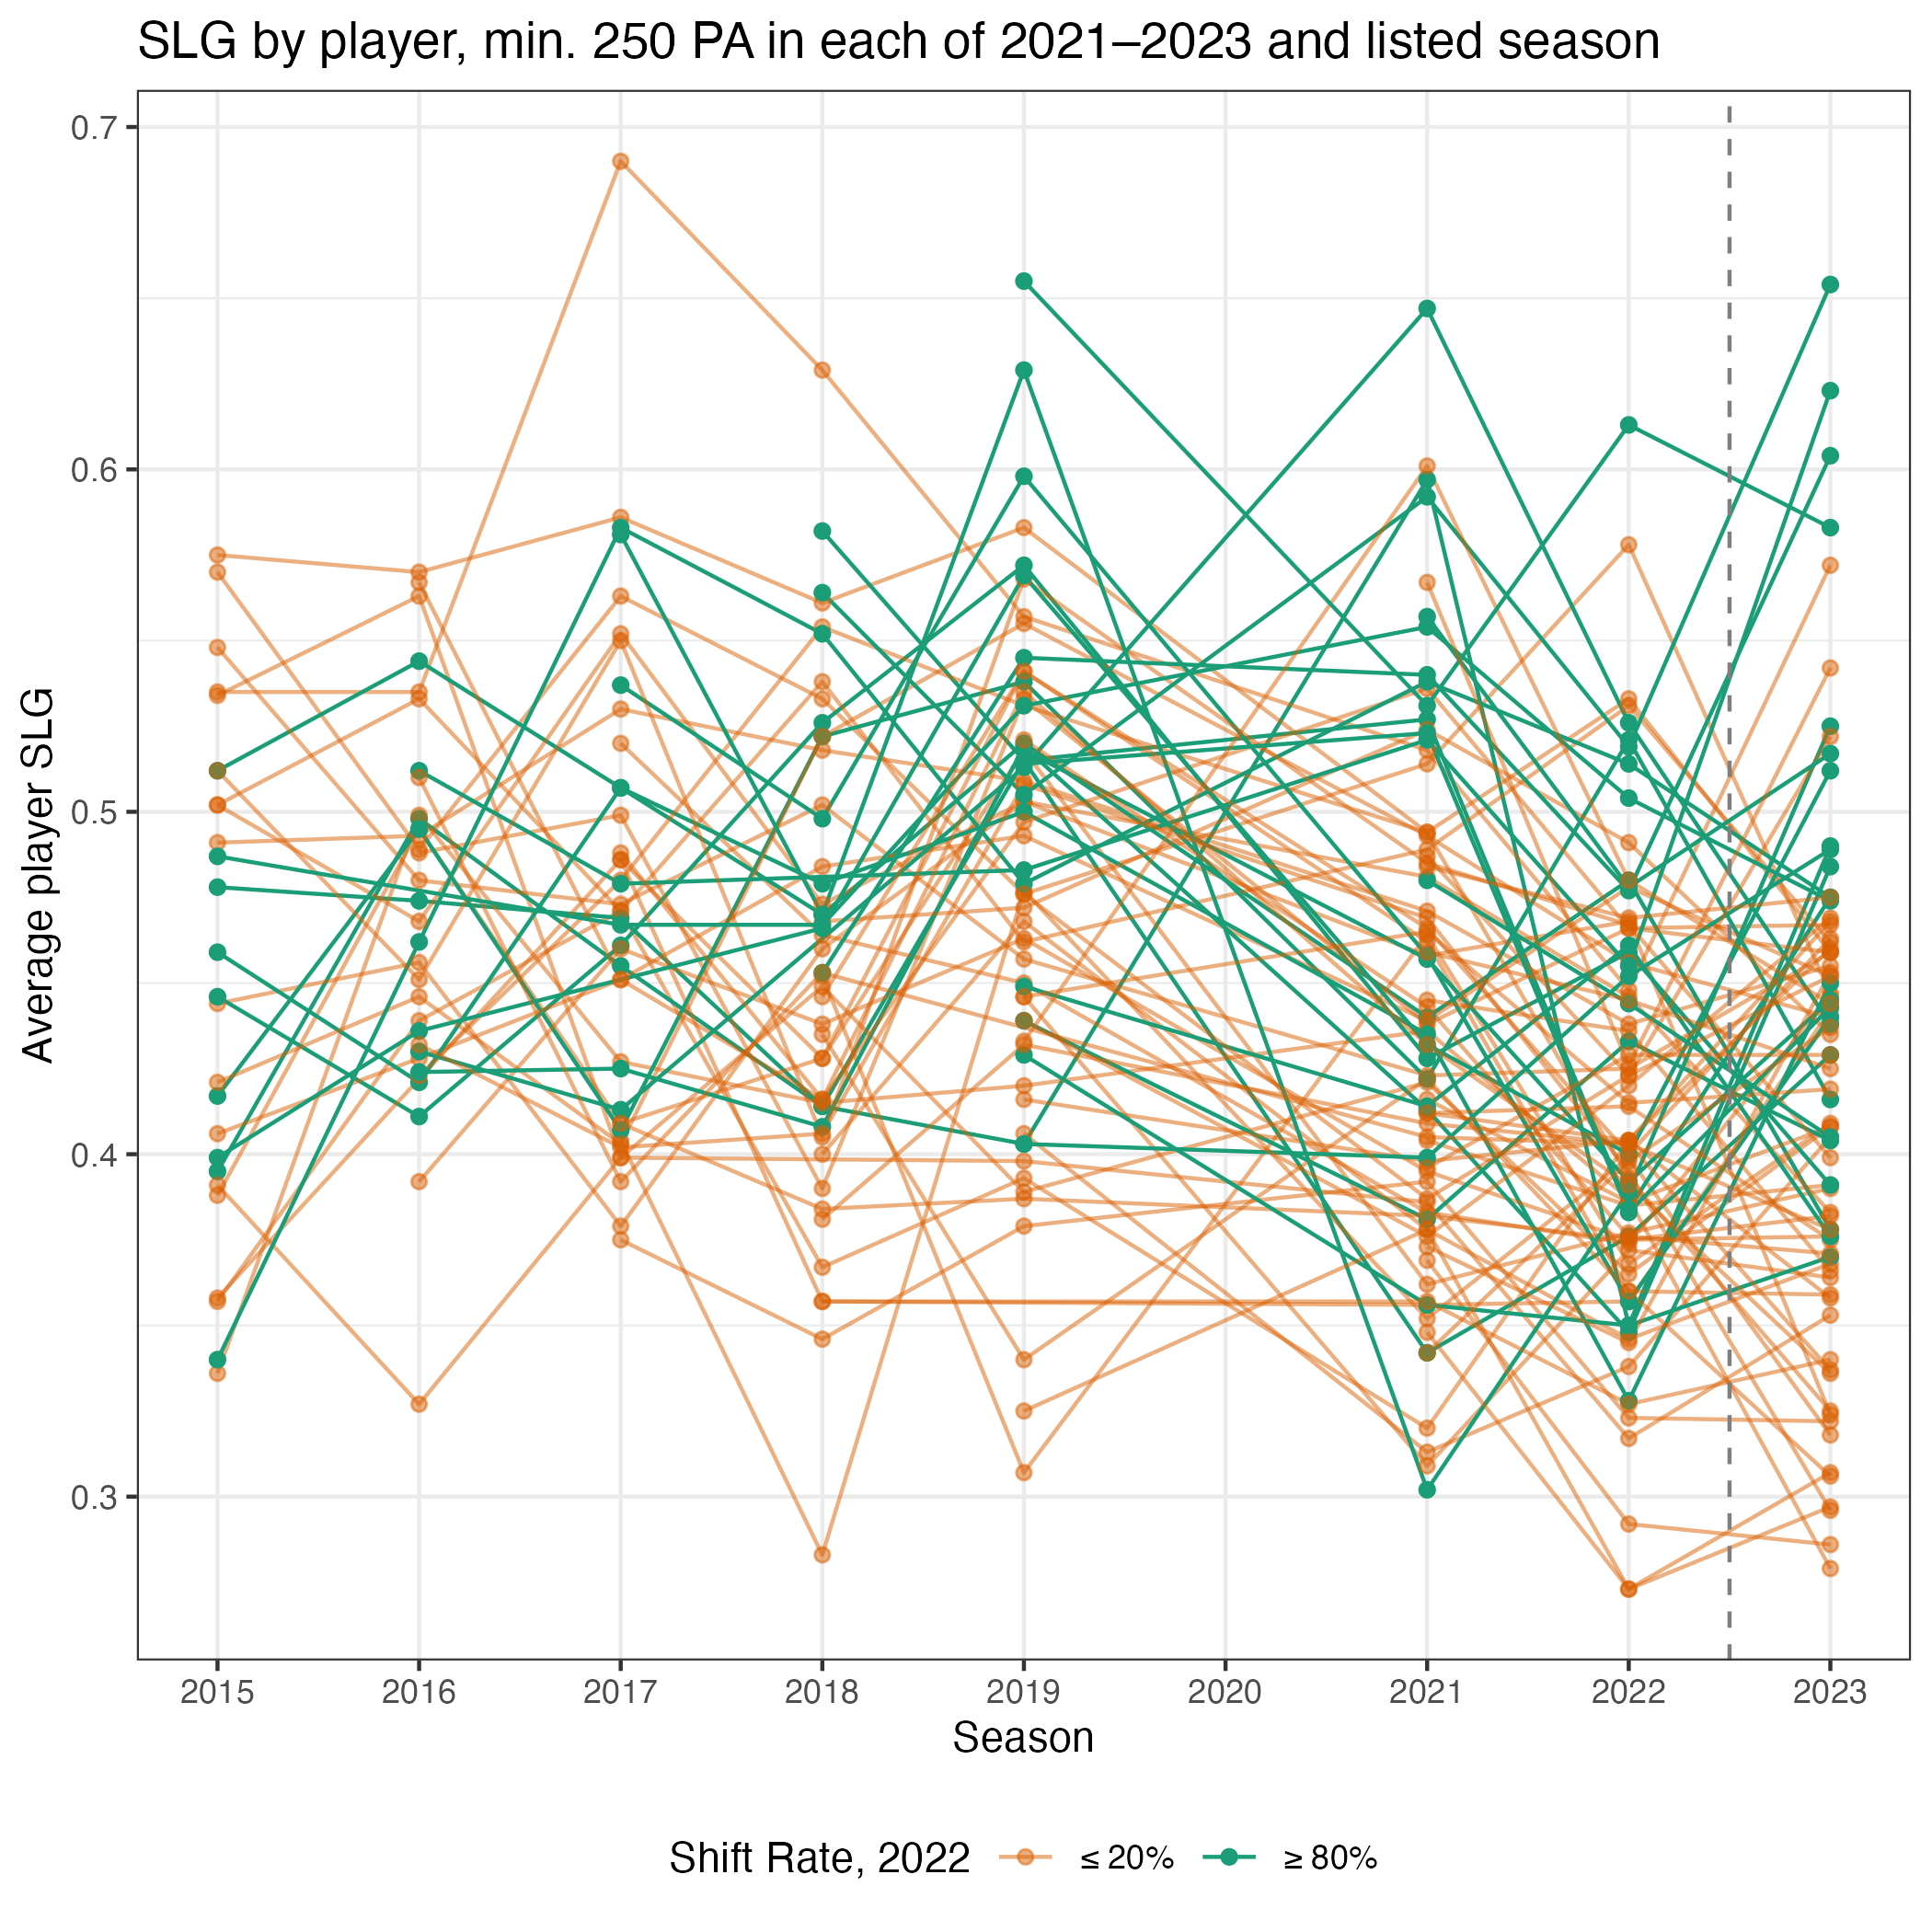 SLG by player, min. 250 PA in each of 2021–2023 and listed season
Average player SLG
0.7
0.6
0.5
0.4
0.3
2015 2016 2017 2018 2019 2020 2021 2022 2023
Season
Shift Rate, 2022 ≤ 20% ≥ 80%